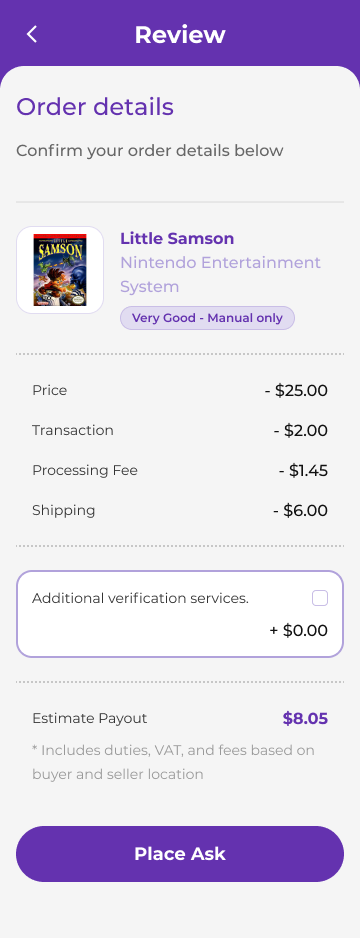 Review
Order details
Confirm your order details below
SAMSON
Little Samson
Nintendo Entertainment
System
Very Good - Manual only
Price - $25.00
Transaction - $2.00
Processing Fee - $1.45
Shipping - $6.00
Additional verification services.
+ $0.00
Estimate Payout $8.05
* Includes duties, VAT, and fees based on
buyer and seller location
Place Ask